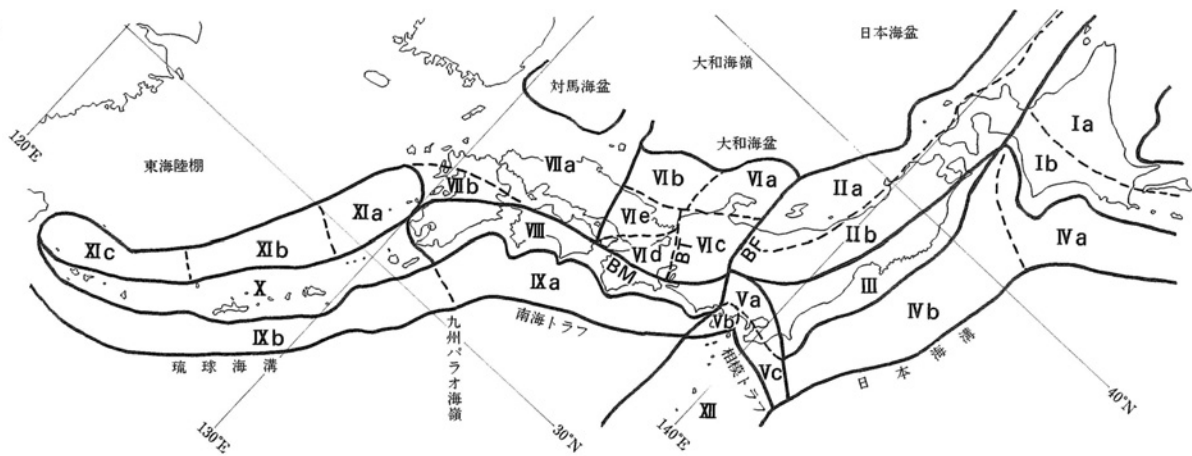 日本海盆
大和海嶺
対馬海盆
大和海盆
120°E
東海陸棚
Ⅰa
Ⅰb
Ⅱa
Ⅱb
Ⅲ
Ⅳa
Ⅳb
Ⅴa
Ⅴb
Ⅴc
Ⅵa
Ⅵb
Ⅵc
Ⅵd
Ⅵe
Ⅶa
Ⅶb
Ⅷ
Ⅸa
Ⅸb
Ⅹ
Ⅺa
Ⅺb
Ⅺc
Ⅻ
BM
BI
BF
南海トラフ
相模トラフ
日本海溝
琉球海溝
九州パラオ海嶺
130°E
30°N
140°E
40°N